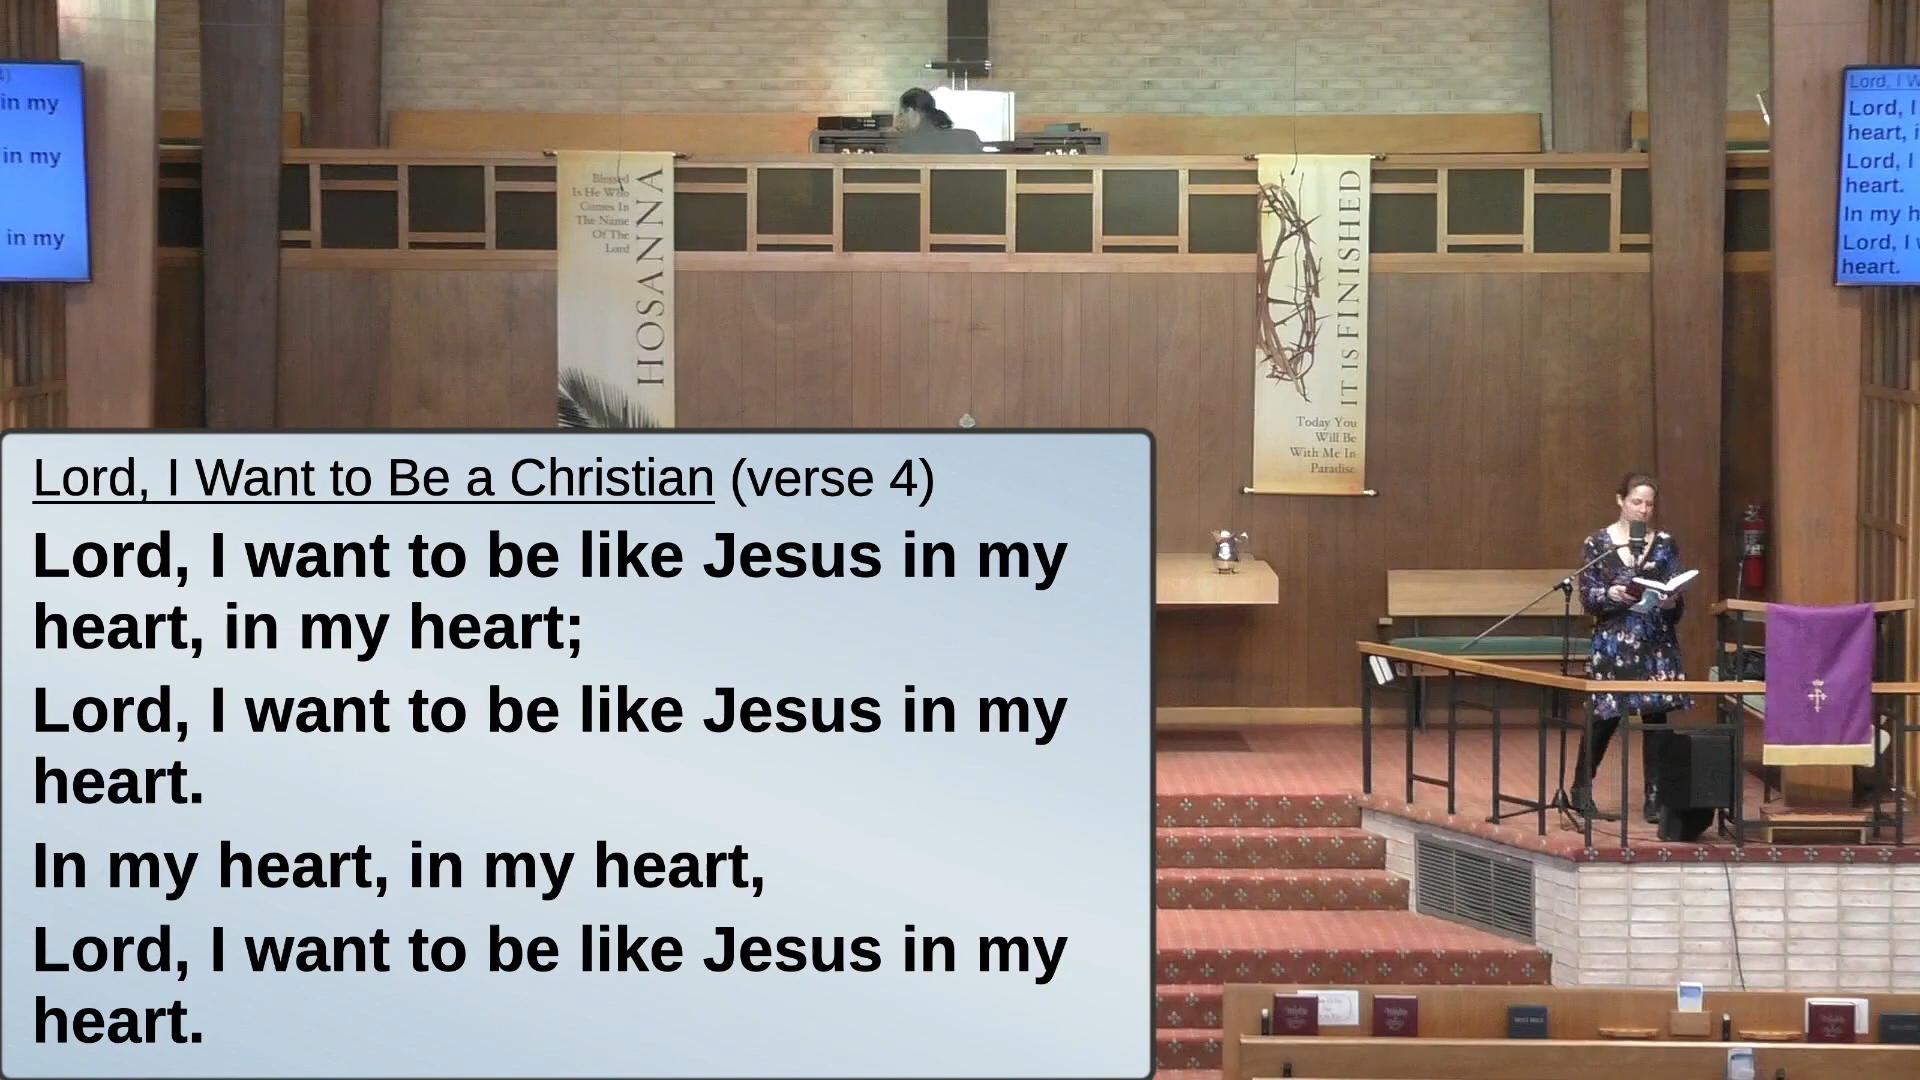 in my
in my
in my
Blessed
Is He Who
Comes In
The Name
Of The
Lord
HOSANNA
IT IS FINISHED
Today You
Will Be
With Me In
Paradise
Lord, I W
Lord, I
heart, i
Lord, I
heart.
In my h
Lord, I w
heart.
Lord, I Want to Be a Christian (verse 4)
Lord, I want to be like Jesus in my
heart, in my heart;
Lord, I want to be like Jesus in my
heart.
In my heart, in my heart,
Lord, I want to be like Jesus in my
heart.